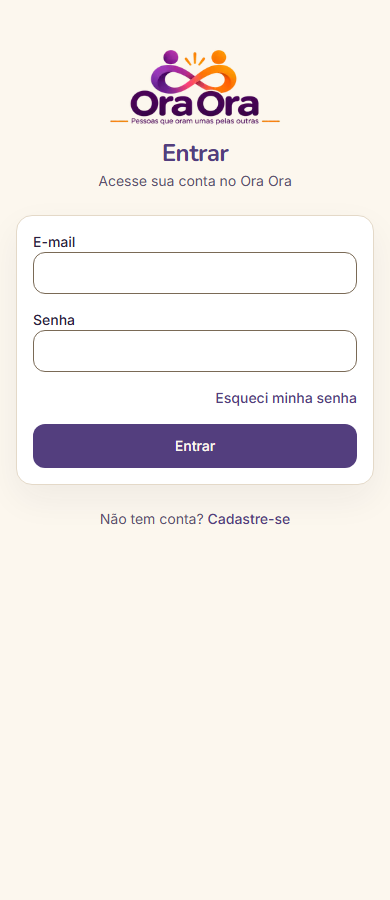 Ora Ora
Pessoas que oram umas pelas outras
Entrar
Acesse sua conta no Ora Ora
E-mail
Senha
Esqueci minha senha
Entrar
Não tem conta? Cadastre-se